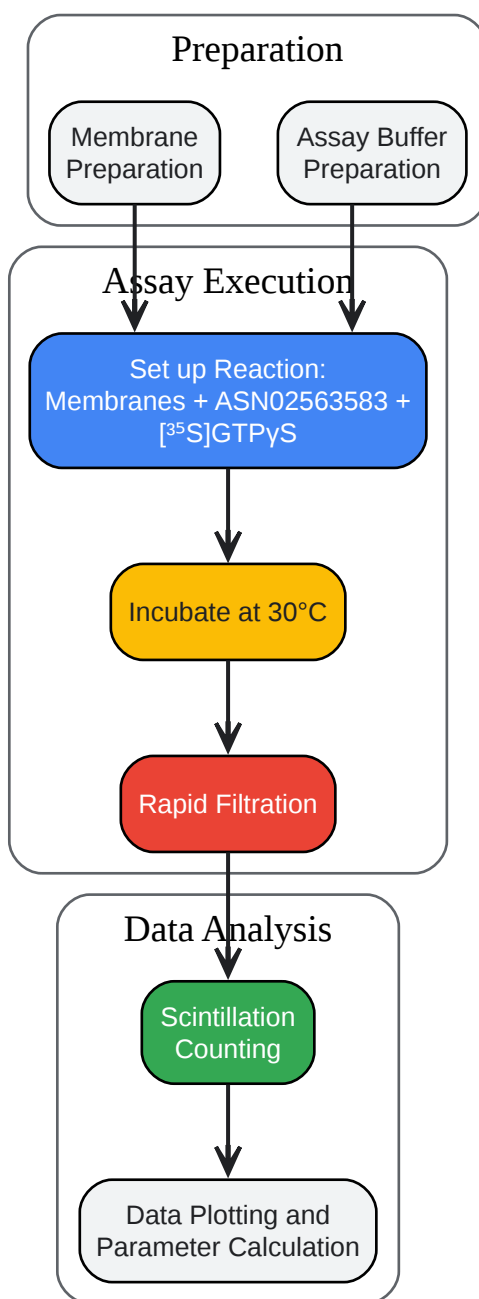 Preparation
Membrane
Preparation
Assay Buffer
Preparation
Assay Execution
Set up Reaction:
Membranes + ASN02563583 +
[³⁵S]GTPγS
Incubate at 30°C
Rapid Filtration
Data Analysis
Scintillation
Counting
Data Plotting and
Parameter Calculation